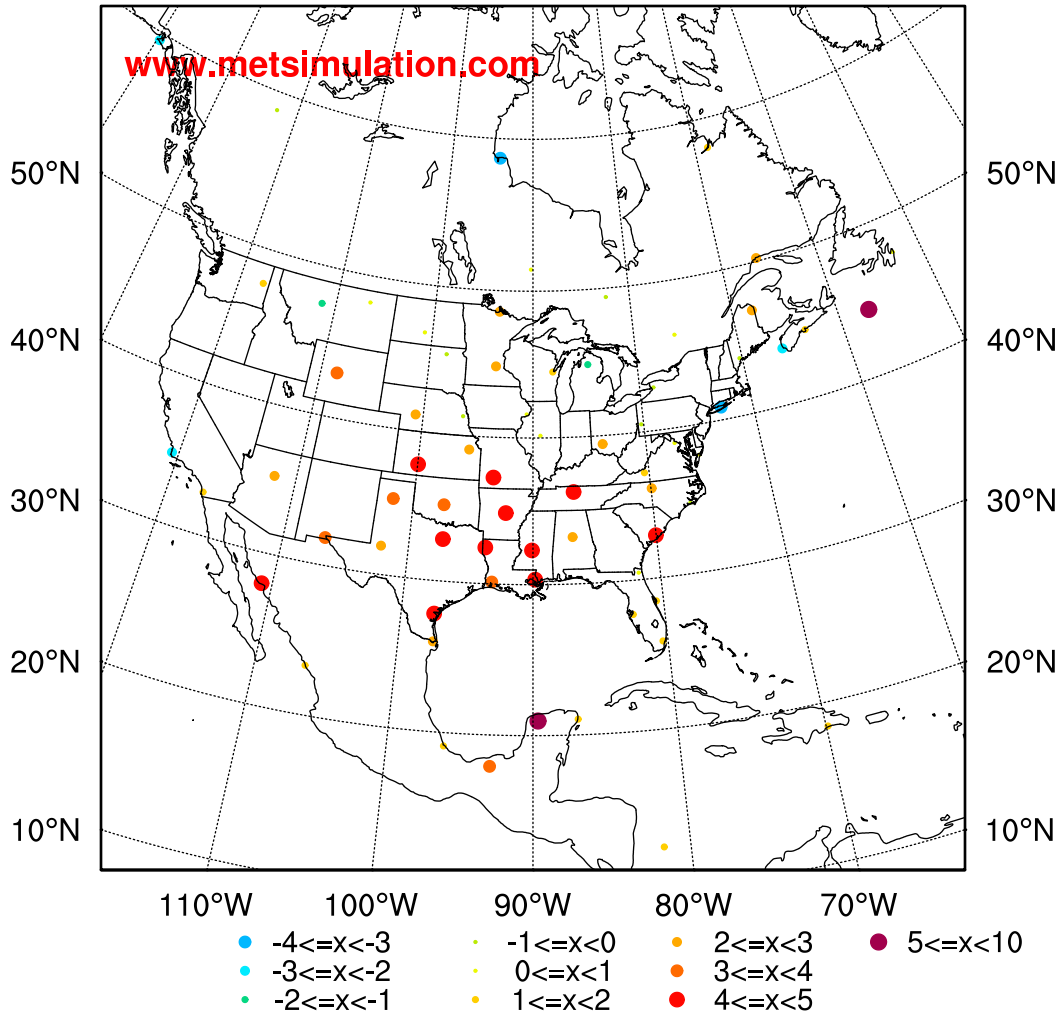 www.metsimulation.com
50°N 50°N
40°N 40°N
30°N 30°N
20°N 20°N
10°N 10°N
110°W 100°W 90°W 80°W 70°W
-4<=x<-3 -1<=x<0 2<=x<3 5<=x<10
-3<=x<-2 0<=x<1 3<=x<4
-2<=x<-1 1<=x<2 4<=x<5